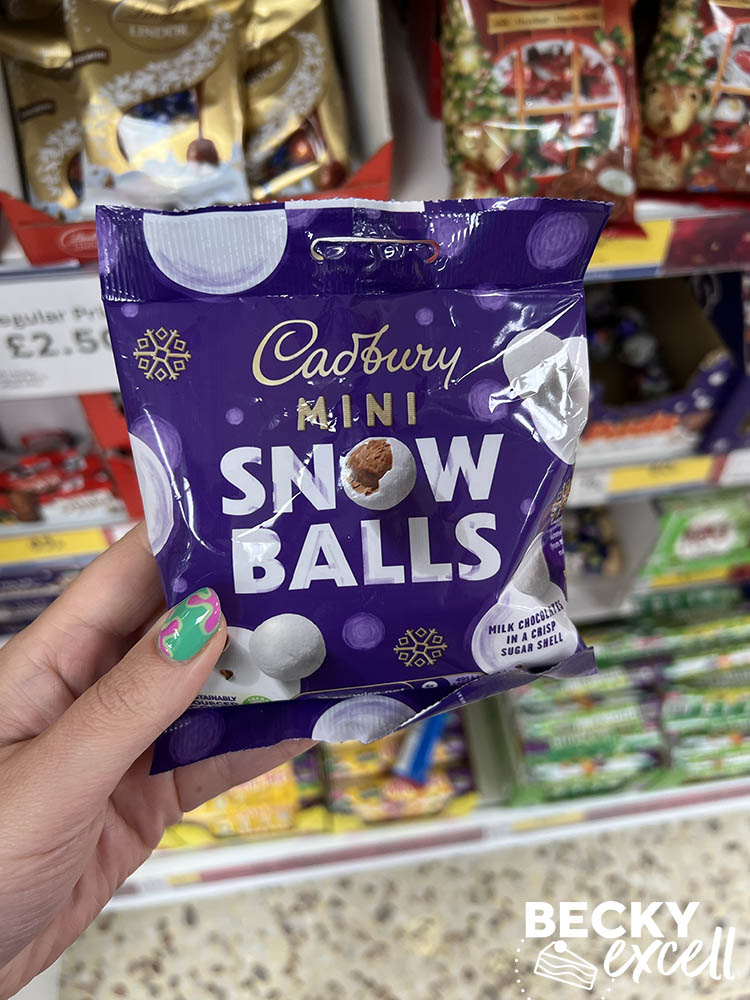 LINDOR
£2.50
Cadbury
MINI
SNOW
BALLS
MILK CHOCOLATE
IN A CRISP
SUGAR SHELL
BECKY
excell